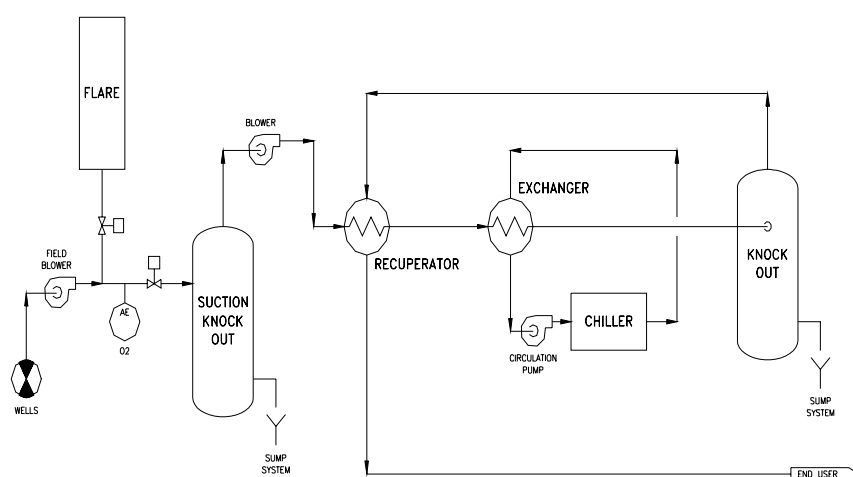 FLARE
BLOWER
EXCHANGER
RECUPERATOR
FIELD
BLOWER
AE
O2
SUCTION
KNOCK
OUT
KNOCK
OUT
CHILLER
CIRCULATION
PUMP
WELLS
SUMP
SYSTEM
SUMP
SYSTEM
END USER